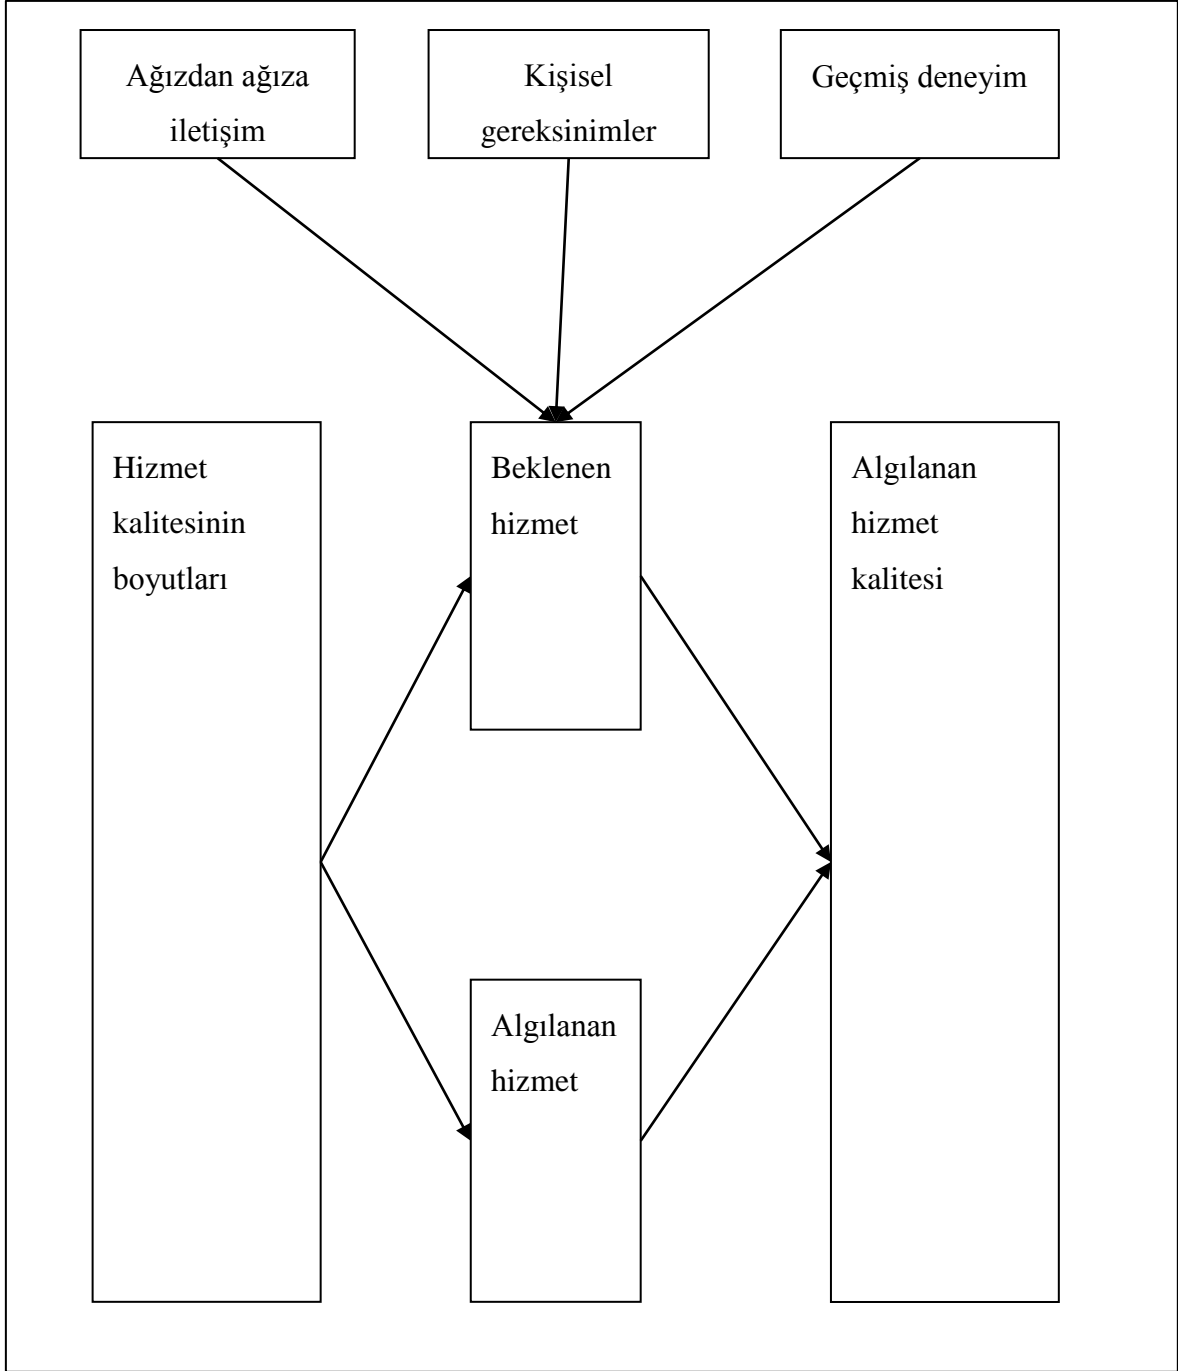 Ağızdan ağıza
iletişim
Kişisel
gereksinimler
Geçmiş deneyim
Hizmet
kalitesinin
boyutları
Beklenen
hizmet
Algılanan
hizmet
kalitesi
Algılanan
hizmet